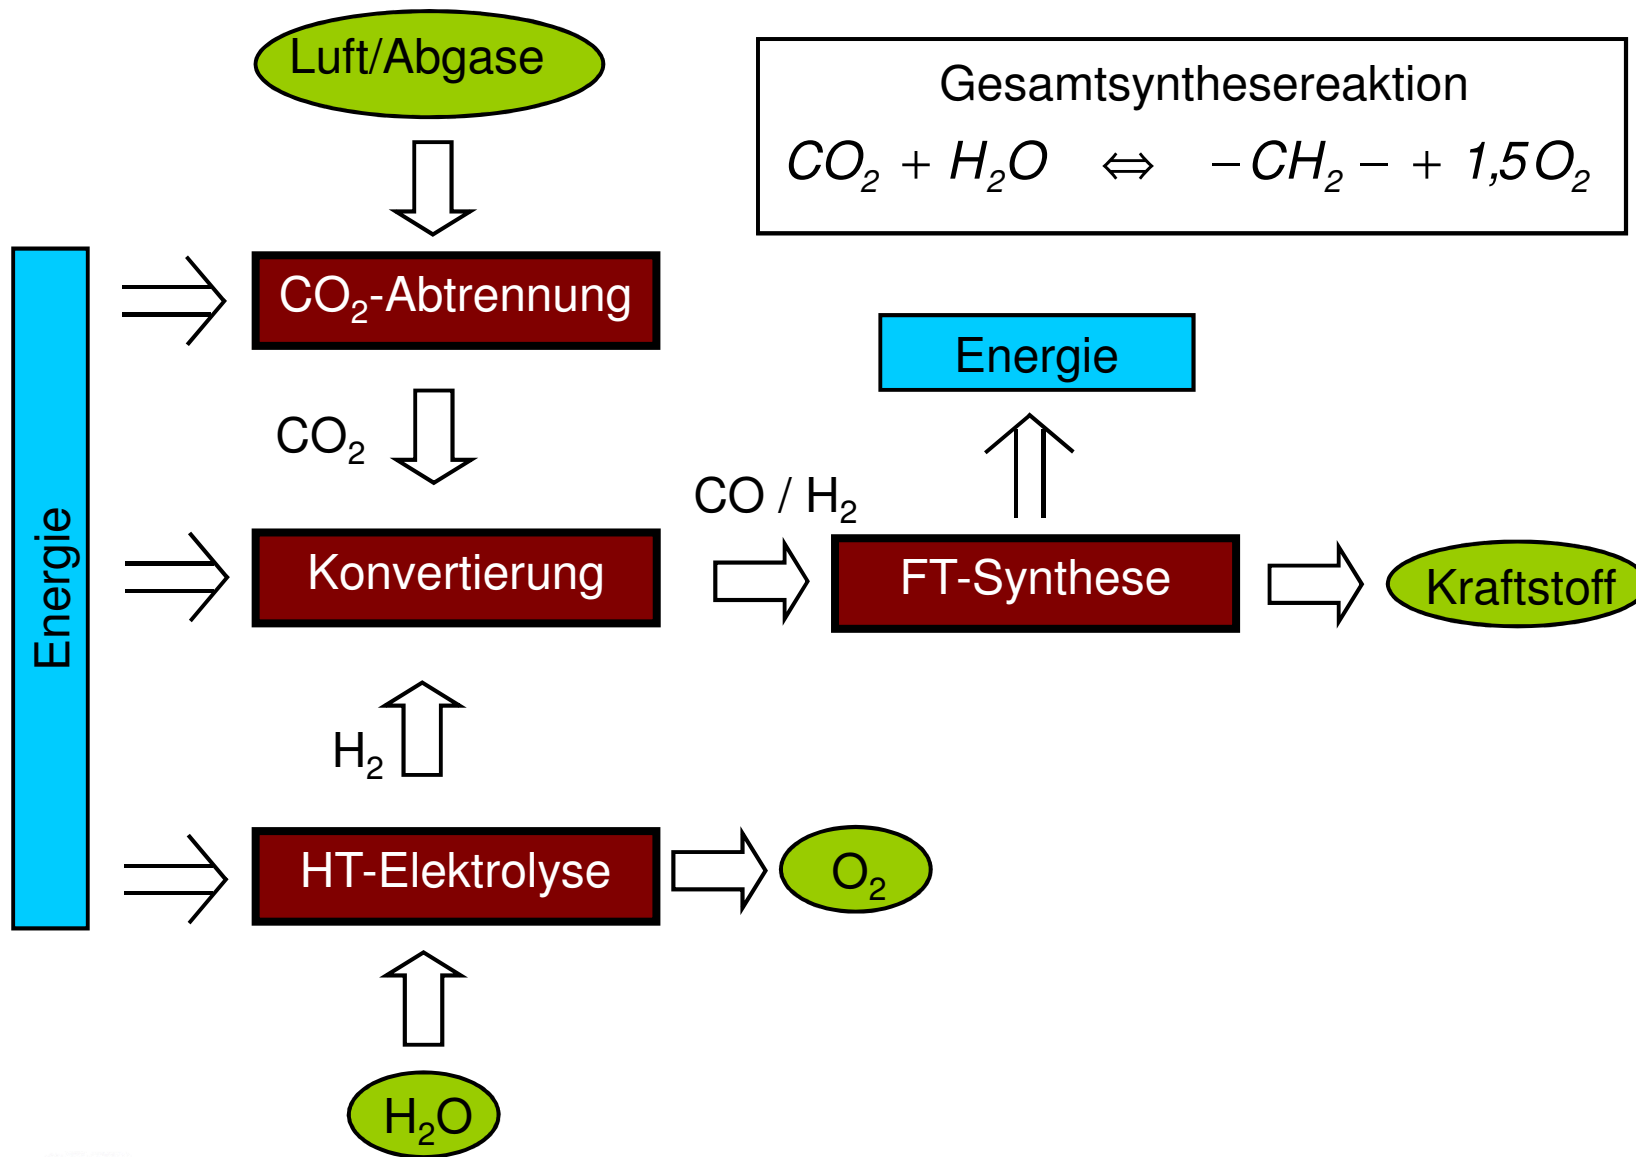 Luft/Abgase
Gesamtsynthesereaktion
CO₂ + H₂O ⇔ −CH₂− + 1,5O₂
CO₂-Abtrennung
Energie
CO₂
CO / H₂
Energie
Konvertierung
FT-Synthese
Kraftstoff
H₂
HT-Elektrolyse
O₂
H₂O